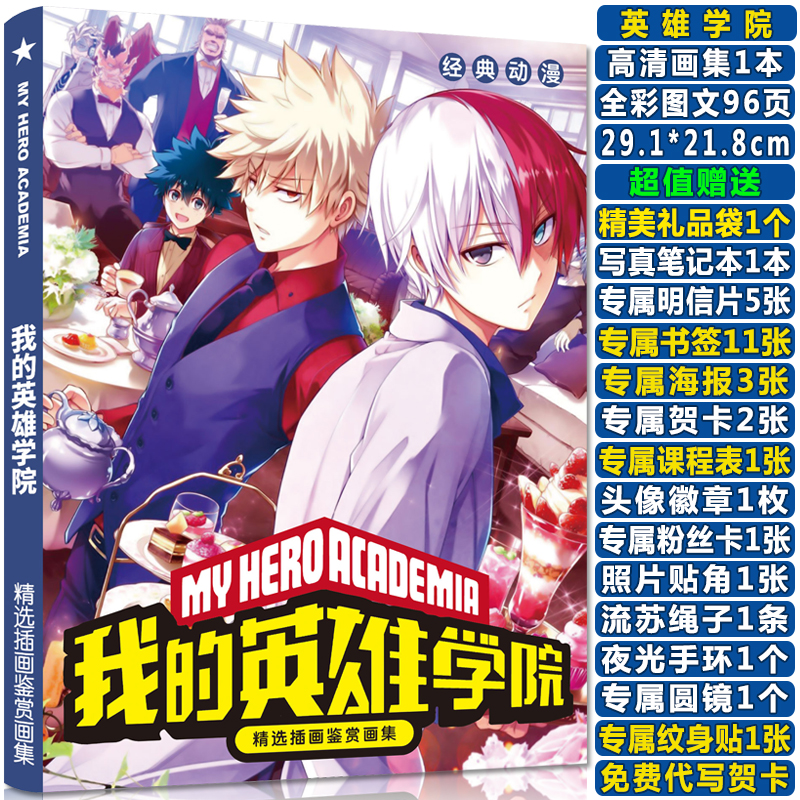 ★ MY HERO ACADEMIA
我的英雄学院
精选插画鉴赏画集
经典动漫
MY HERO ACADEMIA
我的英雄学院
精选插画鉴赏画集
英雄学院
高清画集1本
全彩图文96页
29.1*21.8cm
超值赠送
精美礼品袋1个
写真笔记本1本
专属明信片5张
专属书签11张
专属海报3张
专属贺卡2张
专属课程表1张
头像徽章1枚
专属粉丝卡1张
照片贴角1张
流苏绳子1条
夜光手环1个
专属圆镜1个
专属纹身贴1张
免费代写贺卡